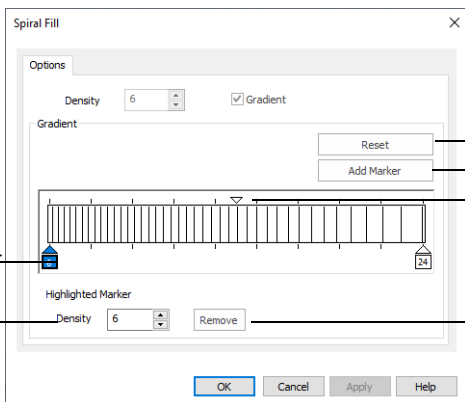 Spiral Fill
Options
Density 6 Gradient
Gradient
Reset
Add Marker
6 24
Highlighted Marker
Density 6 Remove
OK Cancel Apply Help